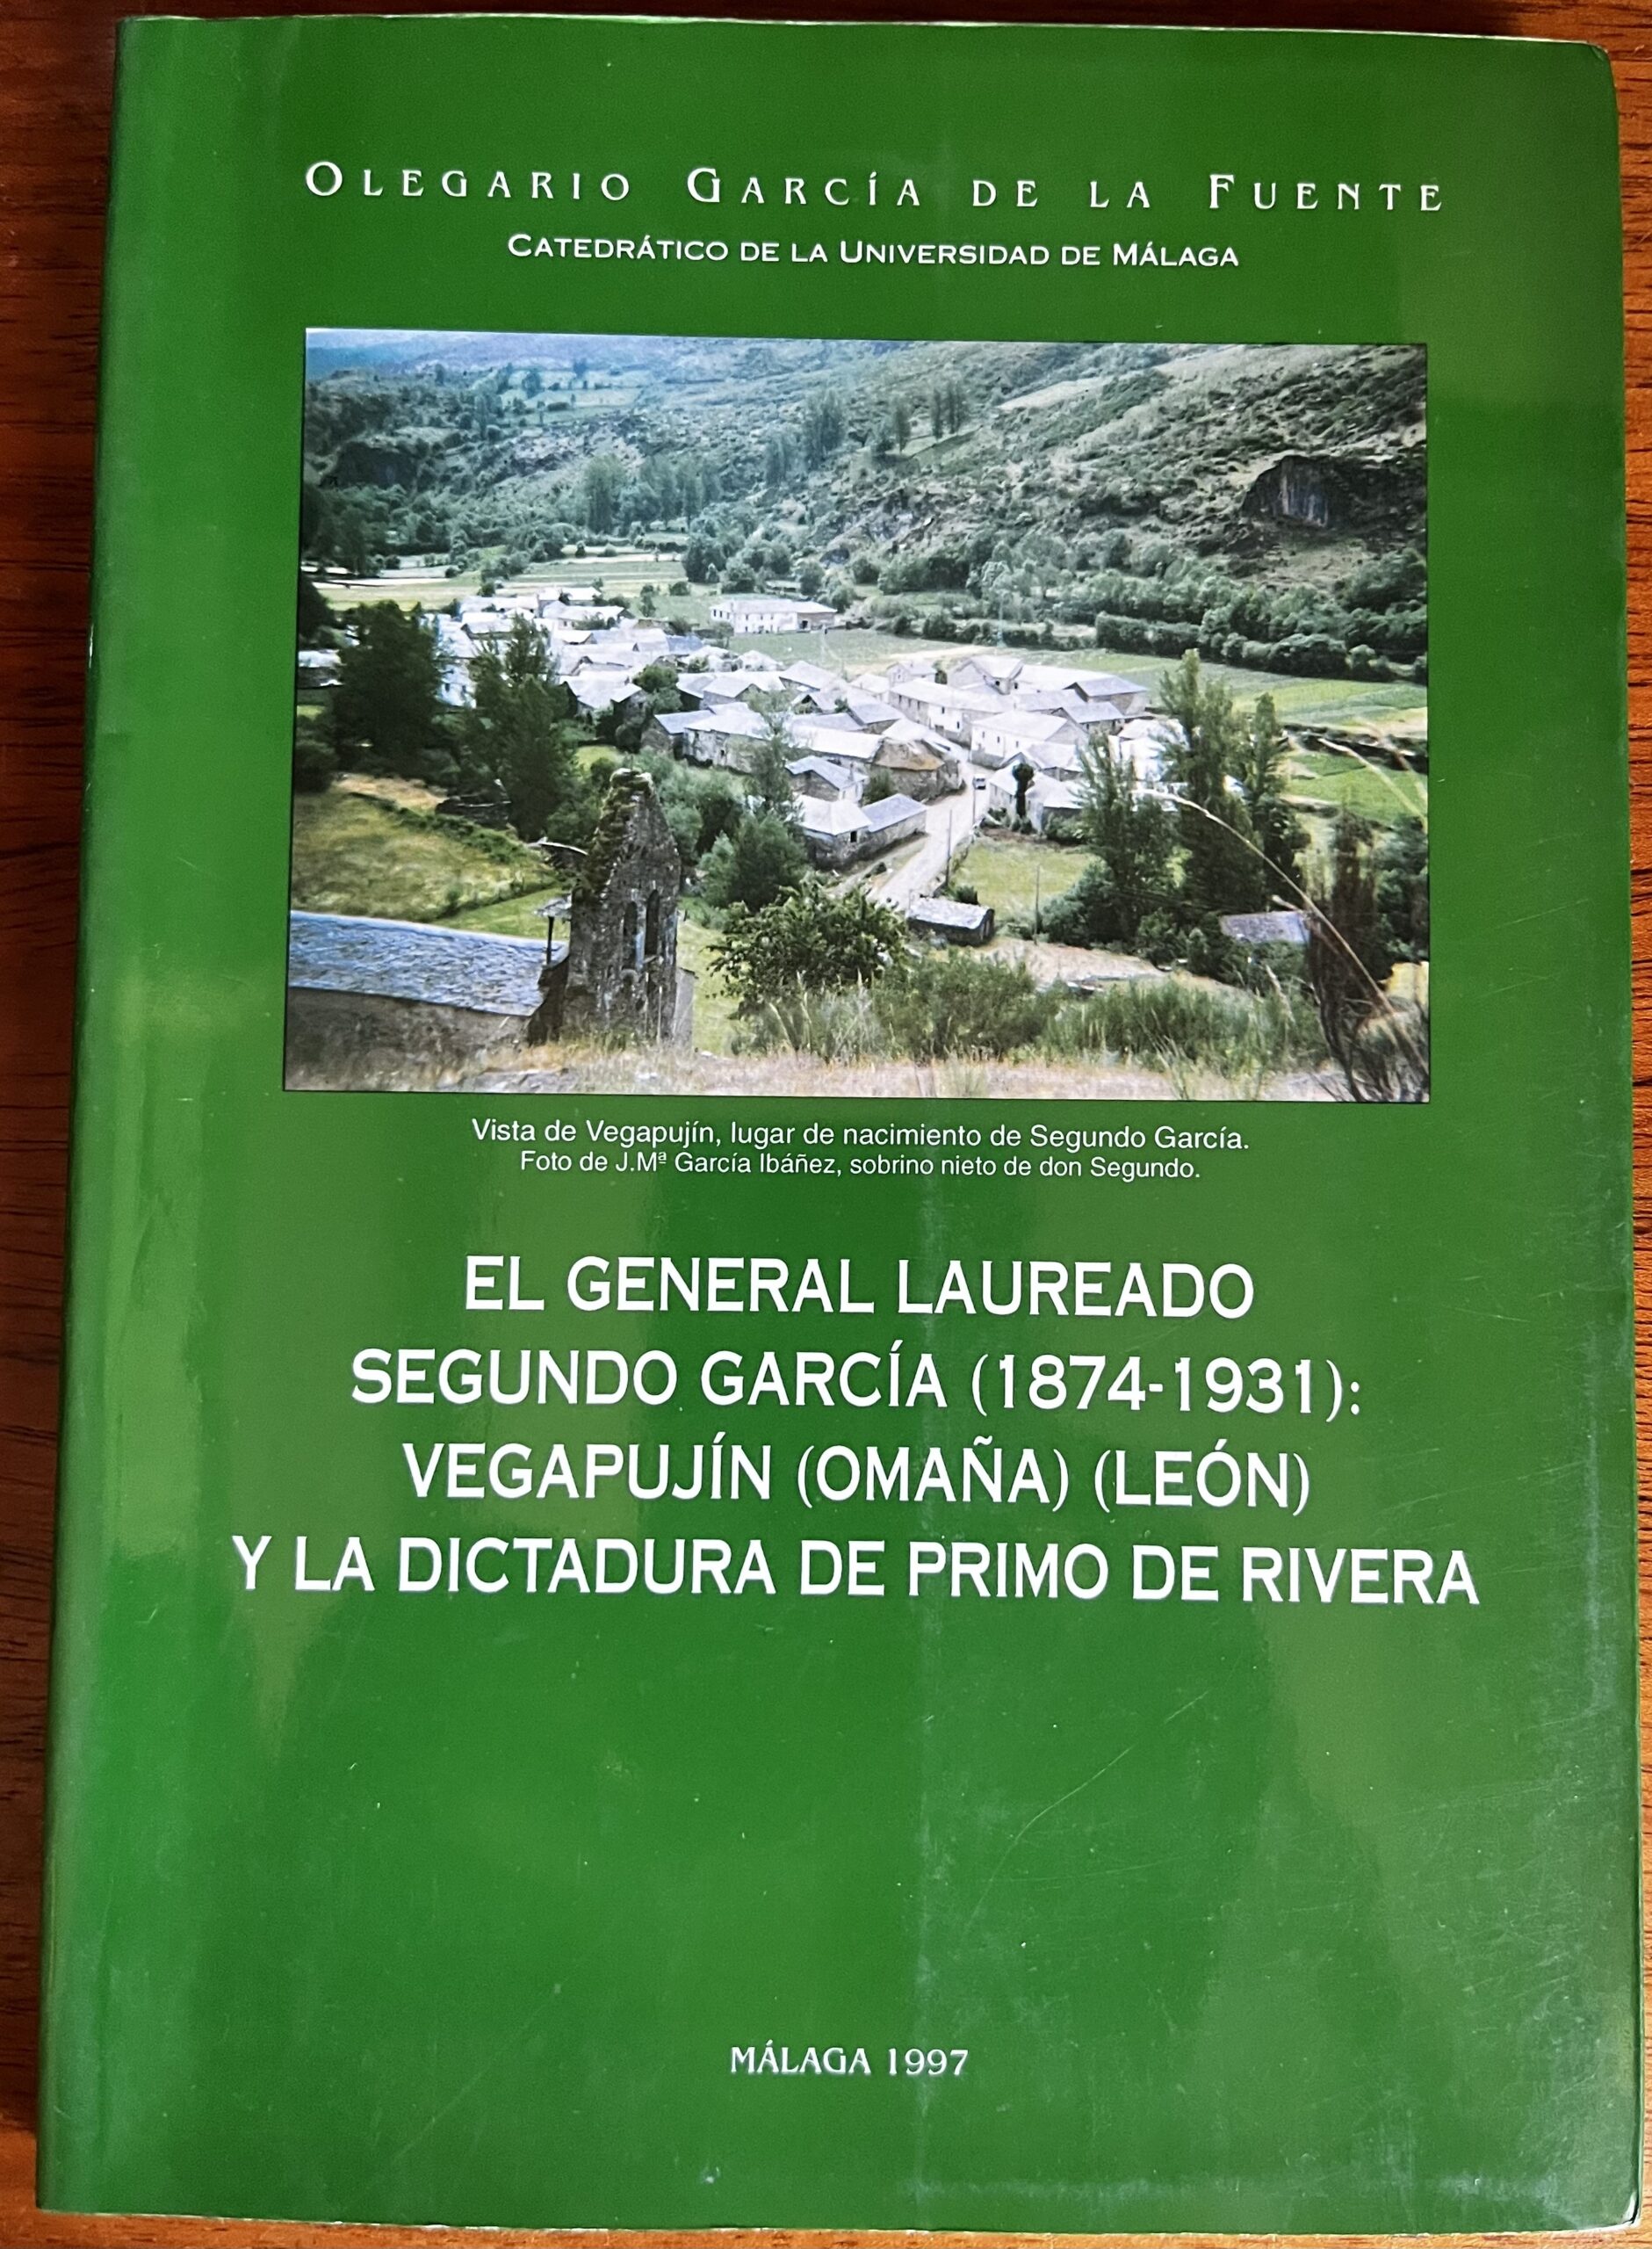 OLEGARIO GARCÍA DE LA FUENTE
CATEDRÁTICO DE LA UNIVERSIDAD DE MÁLAGA
Vista de Vegapujín, lugar de nacimiento de Segundo García.
Foto de J.Mª García Ibáñez, sobrino nieto de don Segundo.
EL GENERAL LAUREADO
SEGUNDO GARCÍA (1874-1931):
VEGAPUJÍN (OMAÑA) (LEÓN)
Y LA DICTADURA DE PRIMO DE RIVERA
MÁLAGA 1997